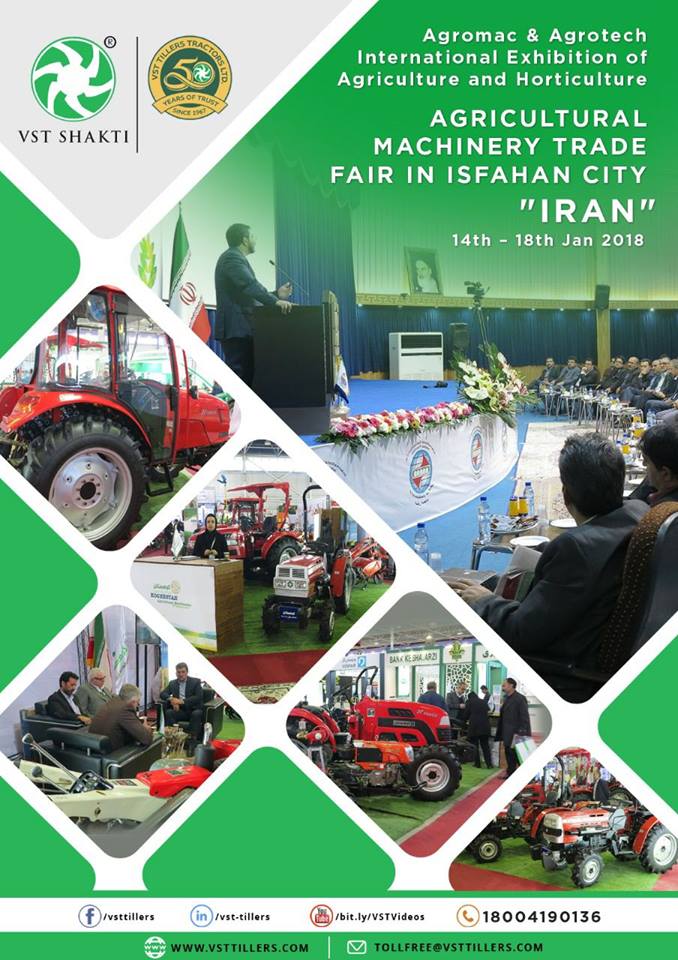 ®
VST SHAKTI
VST TILLERS TRACTORS LTD.
50
YEARS OF TRUST
SINCE 1967
Agromac & Agrotech
International Exhibition of
Agriculture and Horticulture
AGRICULTURAL
MACHINERY TRADE
FAIR IN ISFAHAN CITY
"IRAN"
14th – 18th Jan 2018
KOOHESTAN
BANK KESHAVARZI
/vsttillers
/vst-tillers
/bit.ly/VSTVideos
18004190136
WWW.VSTTILLERS.COM
TOLLFREE@VSTTILLERS.COM